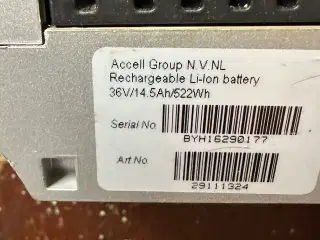 Accell Group N.V.NL
Rechargeable Li-Ion battery
36V/14.5Ah/522Wh
Serial No
BYH16290177
Art No
29111324